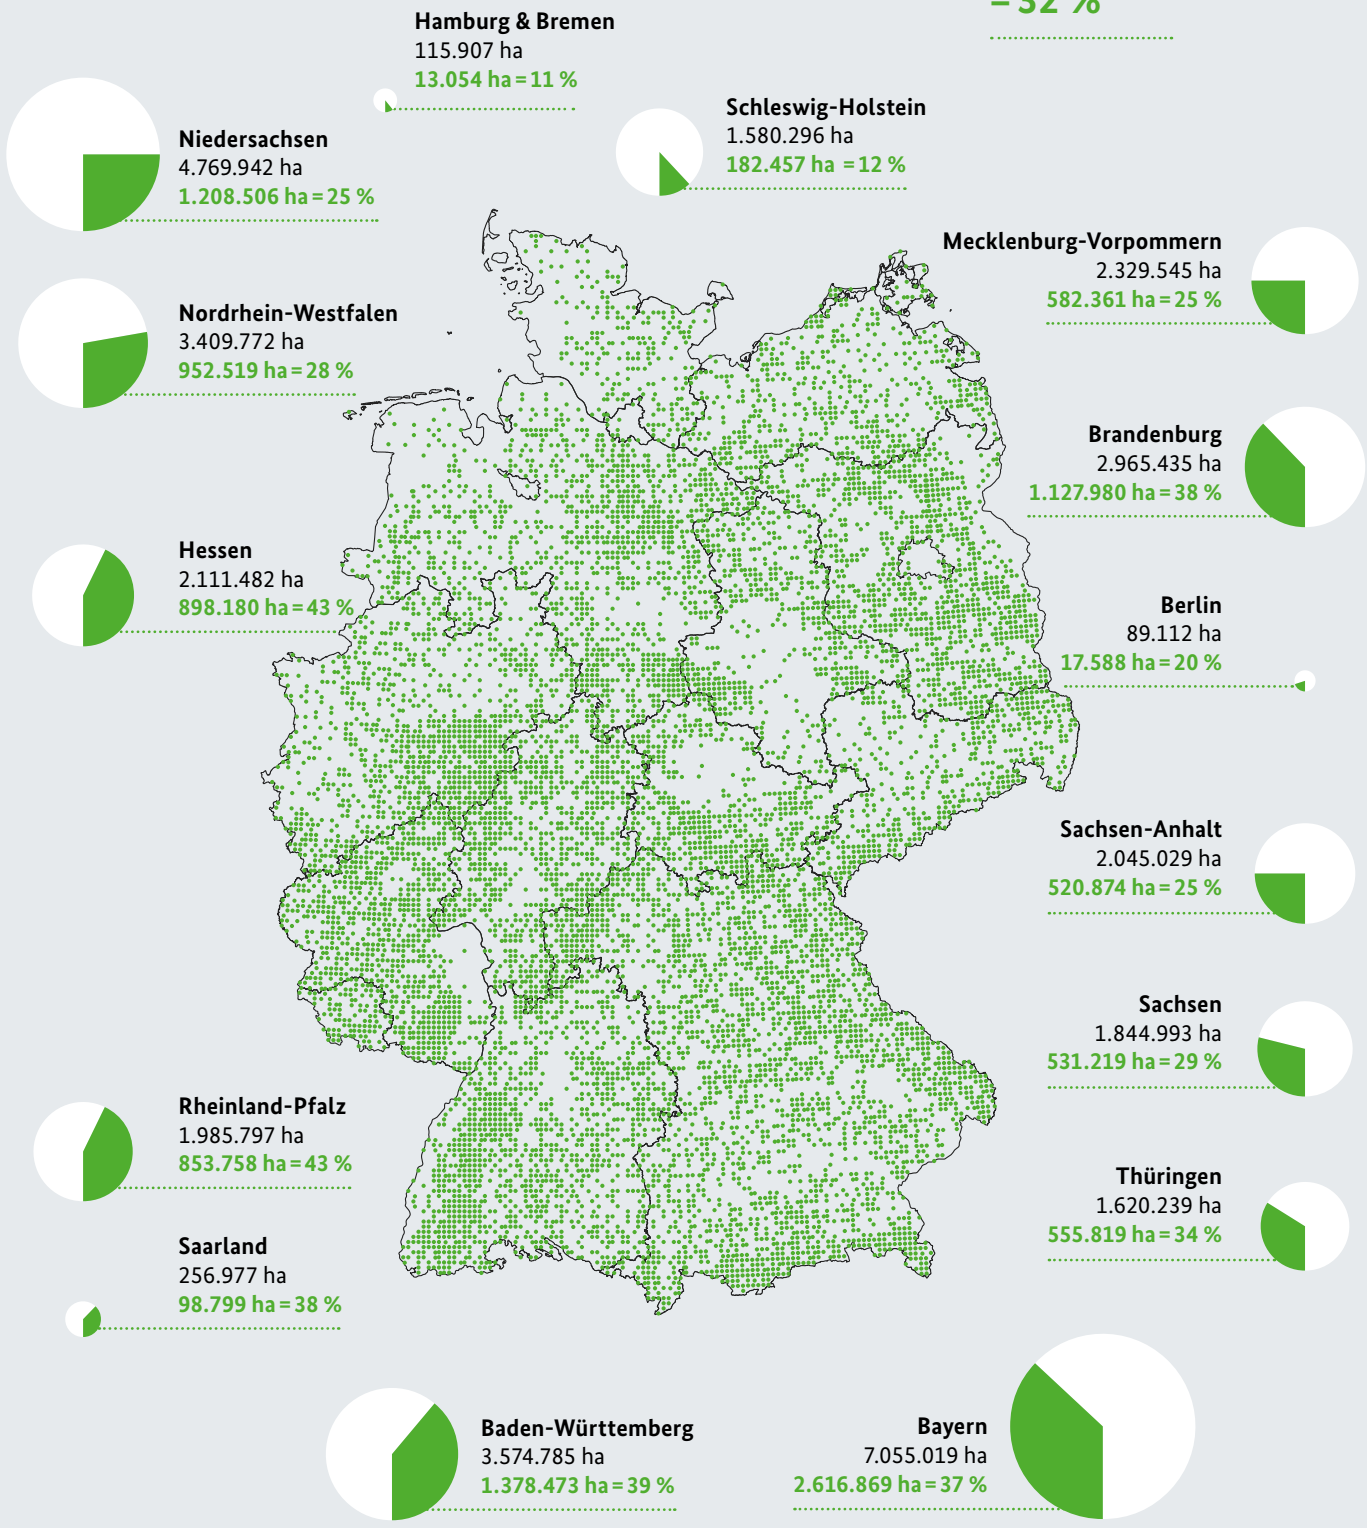 = 32 %
Hamburg & Bremen
115.907 ha
13.054 ha = 11 %
Schleswig-Holstein
1.580.296 ha
182.457 ha = 12 %
Niedersachsen
4.769.942 ha
1.208.506 ha = 25 %
Mecklenburg-Vorpommern
2.329.545 ha
582.361 ha = 25 %
Nordrhein-Westfalen
3.409.772 ha
952.519 ha = 28 %
Brandenburg
2.965.435 ha
1.127.980 ha = 38 %
Hessen
2.111.482 ha
898.180 ha = 43 %
Berlin
89.112 ha
17.588 ha = 20 %
Sachsen-Anhalt
2.045.029 ha
520.874 ha = 25 %
Sachsen
1.844.993 ha
531.219 ha = 29 %
Rheinland-Pfalz
1.985.797 ha
853.758 ha = 43 %
Thüringen
1.620.239 ha
555.819 ha = 34 %
Saarland
256.977 ha
98.799 ha = 38 %
Baden-Württemberg
3.574.785 ha
1.378.473 ha = 39 %
Bayern
7.055.019 ha
2.616.869 ha = 37 %